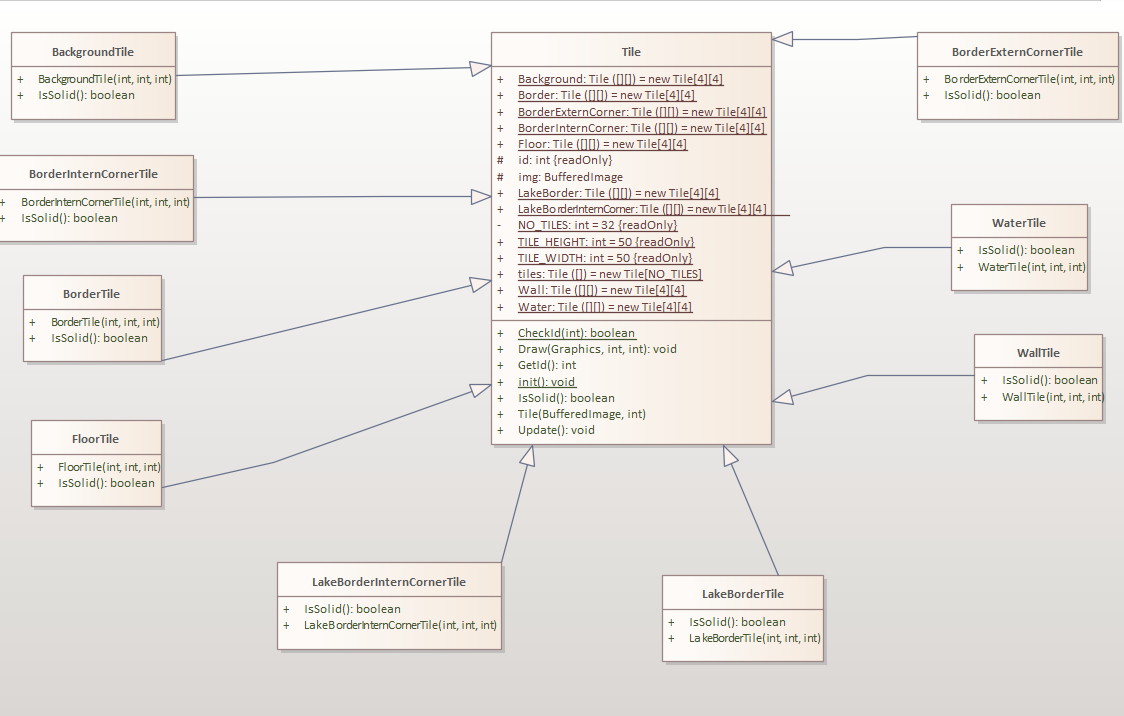 BackgroundTile
+ BackgroundTile(int, int, int)
+ IsSolid(): boolean
BorderInternCornerTile
+ BorderInternCornerTile(int, int, int)
+ IsSolid(): boolean
BorderTile
+ BorderTile(int, int, int)
+ IsSolid(): boolean
FloorTile
+ FloorTile(int, int, int)
+ IsSolid(): boolean
Tile
+ Background: Tile ([][]) = new Tile[4][4]
+ Border: Tile ([][]) = new Tile[4][4]
+ BorderExternCorner: Tile ([][]) = new Tile[4][4]
+ BorderInternCorner: Tile ([][]) = new Tile[4][4]
+ Floor: Tile ([][]) = new Tile[4][4]
# id: int {readOnly}
# img: BufferedImage
+ LakeBorder: Tile ([][]) = new Tile[4][4]
+ LakeBorderInternCorner: Tile ([][]) = new Tile[4][4]
- NO_TILES: int = 32 {readOnly}
+ TILE_HEIGHT: int = 50 {readOnly}
+ TILE_WIDTH: int = 50 {readOnly}
+ tiles: Tile ([]) = new Tile[NO_TILES]
+ Wall: Tile ([][]) = new Tile[4][4]
+ Water: Tile ([][]) = new Tile[4][4]
+ CheckId(int): boolean
+ Draw(Graphics, int, int): void
+ GetId(): int
+ init(): void
+ IsSolid(): boolean
+ Tile(BufferedImage, int)
+ Update(): void
BorderExternCornerTile
+ BorderExternCornerTile(int, int, int)
+ IsSolid(): boolean
WaterTile
+ IsSolid(): boolean
+ WaterTile(int, int, int)
WallTile
+ IsSolid(): boolean
+ WallTile(int, int, int)
LakeBorderInternCornerTile
+ IsSolid(): boolean
+ LakeBorderInternCornerTile(int, int, int)
LakeBorderTile
+ IsSolid(): boolean
+ LakeBorderTile(int, int, int)